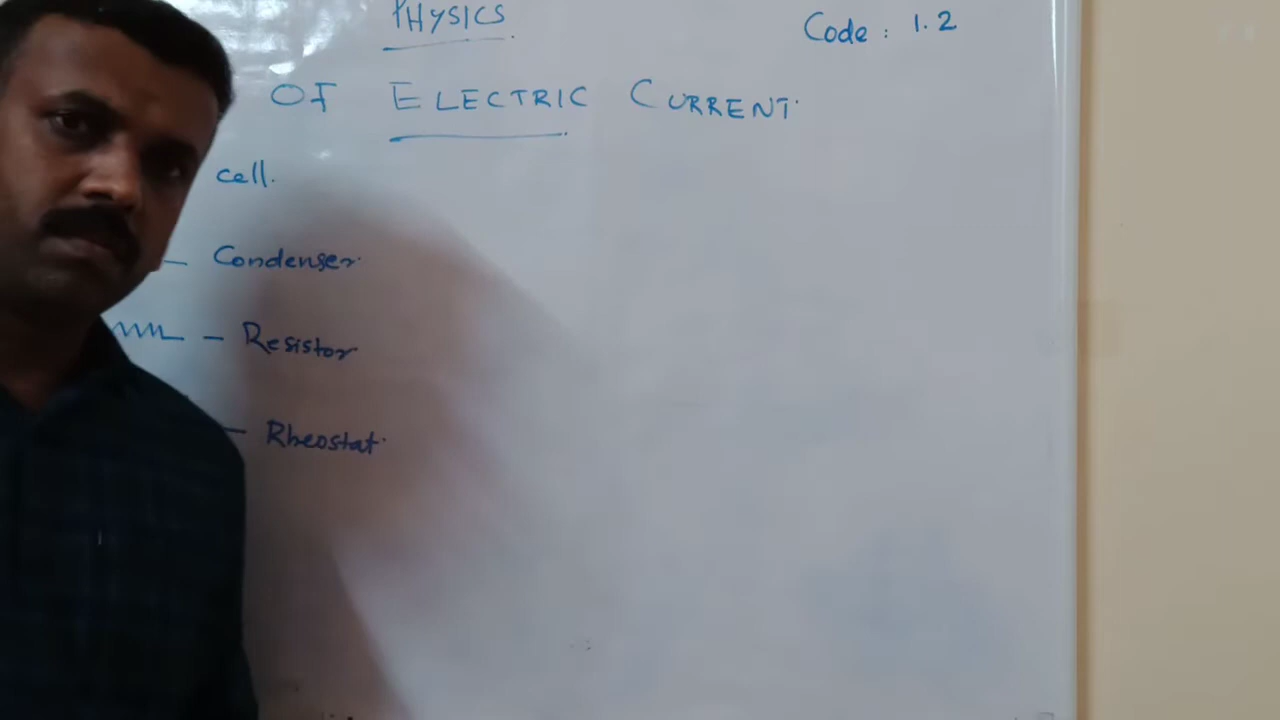 PHYSICS
Code : 1.2
OF ELECTRIC CURRENT
cell.
— Condenser
— Resistor
— Rheostat